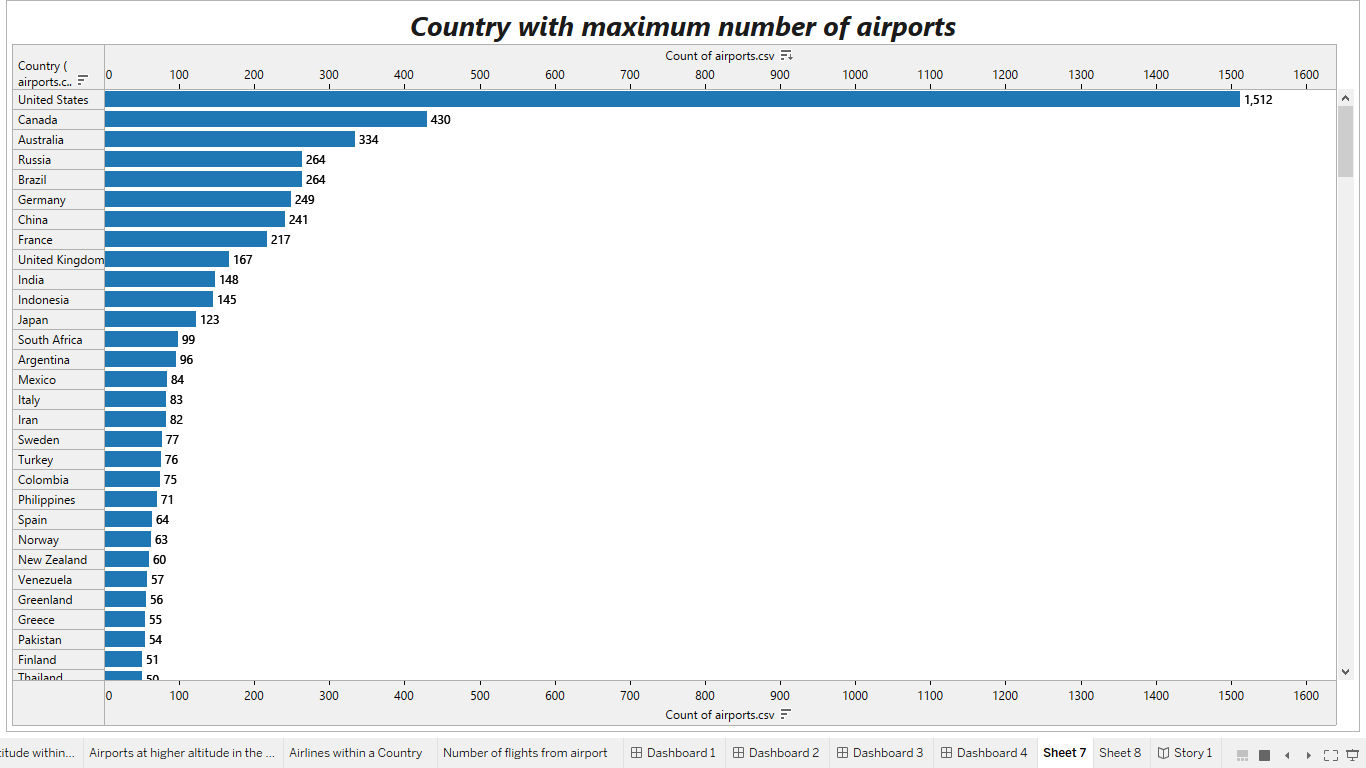 Country with maximum number of airports
Count of airports.csv
Country (
airports.c..
0 100 200 300 400 500 600 700 800 900 1000 1100 1200 1300 1400 1500 1600
United States 1,512
Canada 430
Australia 334
Russia 264
Brazil 264
Germany 249
China 241
France 217
United Kingdom 167
India 148
Indonesia 145
Japan 123
South Africa 99
Argentina 96
Mexico 84
Italy 83
Iran 82
Sweden 77
Turkey 76
Colombia 75
Philippines 71
Spain 64
Norway 63
New Zealand 60
Venezuela 57
Greenland 56
Greece 55
Pakistan 54
Finland 51
Thailand 50
0 100 200 300 400 500 600 700 800 900 1000 1100 1200 1300 1400 1500 1600
Count of airports.csv
titude within... Airports at higher altitude in the ... Airlines within a Country Number of flights from airport Dashboard 1 Dashboard 2 Dashboard 3 Dashboard 4 Sheet 7 Sheet 8 Story 1